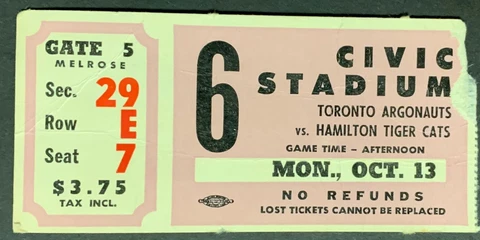 GATE 5
MELROSE
Sec. 29
Row E
Seat 7
$3.75
TAX INCL.
6
CIVIC
STADIUM
TORONTO ARGONAUTS
VS. HAMILTON TIGER CATS
GAME TIME – AFTERNOON
MON., OCT. 13
NO REFUNDS
LOST TICKETS CANNOT BE REPLACED